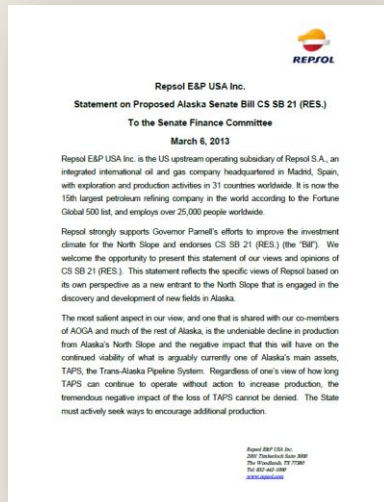 REPSOL
Repsol E&P USA Inc.
Statement on Proposed Alaska Senate Bill CS SB 21 (RES.)
To the Senate Finance Committee
March 6, 2013
Repsol E&P USA Inc. is the US upstream operating subsidiary of Repsol S.A., an
integrated international oil and gas company headquartered in Madrid, Spain,
with exploration and production activities in 31 countries worldwide. It is now the
15th largest petroleum refining company in the world according to the Fortune
Global 500 list, and employs over 25,000 people worldwide.
Repsol strongly supports Governor Parnell's efforts to improve the investment
climate for the North Slope and endorses CS SB 21 (RES.) (the "Bill"). We
welcome the opportunity to present this statement of our views and opinions of
CS SB 21 (RES.). This statement reflects the specific views of Repsol based on
its own perspective as a new entrant to the North Slope that is engaged in the
discovery and development of new fields in Alaska.
The most salient aspect in our view, and one that is shared with our co-members
of AOGA and much of the rest of Alaska, is the undeniable decline in production
from Alaska's North Slope and the negative impact that this will have on the
continued viability of what is arguably currently one of Alaska's main assets,
TAPS, the Trans-Alaska Pipeline System. Regardless of one's view of how long
TAPS can continue to operate without action to increase production, the
tremendous negative impact of the loss of TAPS cannot be denied. The State
must actively seek ways to encourage additional production.
Repsol E&P USA Inc.
2001 Timberloch Suite 3000
The Woodlands, TX 77380
Tel: 832-442-1000
www.repsol.com